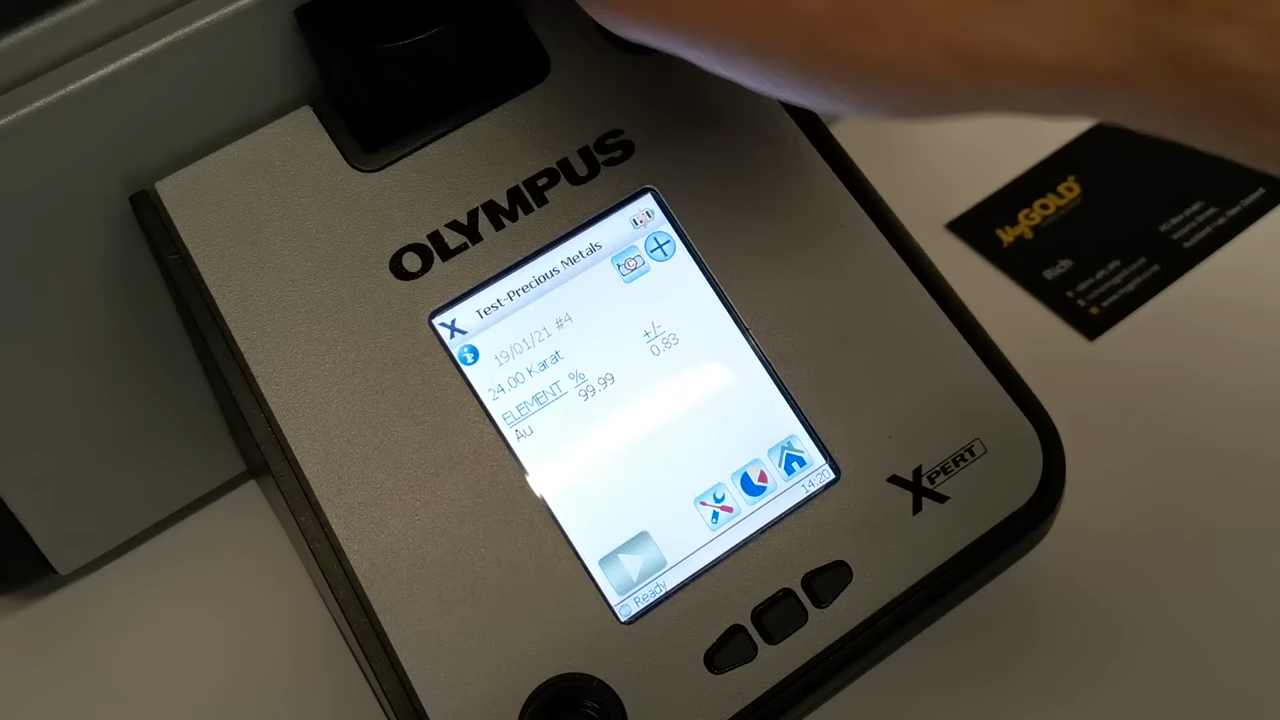 OLYMPUS
Test-Precious Metals
19/01/21 #4
24.00 Karat
ELEMENT % +/-
Au 99.99 0.83
14:20
Ready
XPERT
MyGOLD
Rich